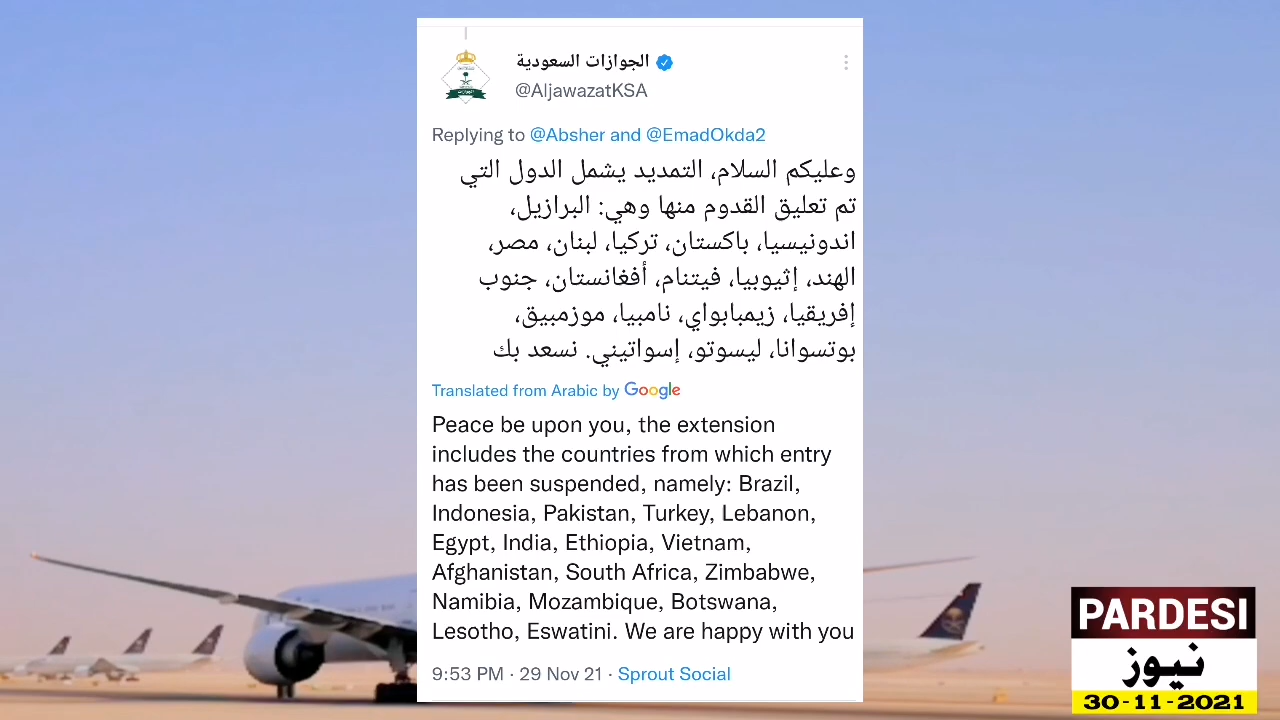 الجوازات السعودية
@AljawazatKSA
Replying to @Absher and @EmadOkda2
وعليكم السلام، التمديد يشمل الدول التي
تم تعليق القدوم منها وهي: البرازيل،
اندونيسيا، باكستان، تركيا، لبنان، مصر،
الهند، إثيوبيا، فيتنام، أفغانستان، جنوب
إفريقيا، زيمبابواي، نامبيا، موزمبيق،
بوتسوانا، ليسوتو، إسواتيني. نسعد بك
Translated from Arabic by Google
Peace be upon you, the extension
includes the countries from which entry
has been suspended, namely: Brazil,
Indonesia, Pakistan, Turkey, Lebanon,
Egypt, India, Ethiopia, Vietnam,
Afghanistan, South Africa, Zimbabwe,
Namibia, Mozambique, Botswana,
Lesotho, Eswatini. We are happy with you
9:53 PM · 29 Nov 21 · Sprout Social
PARDESI
نیوز
30-11-2021